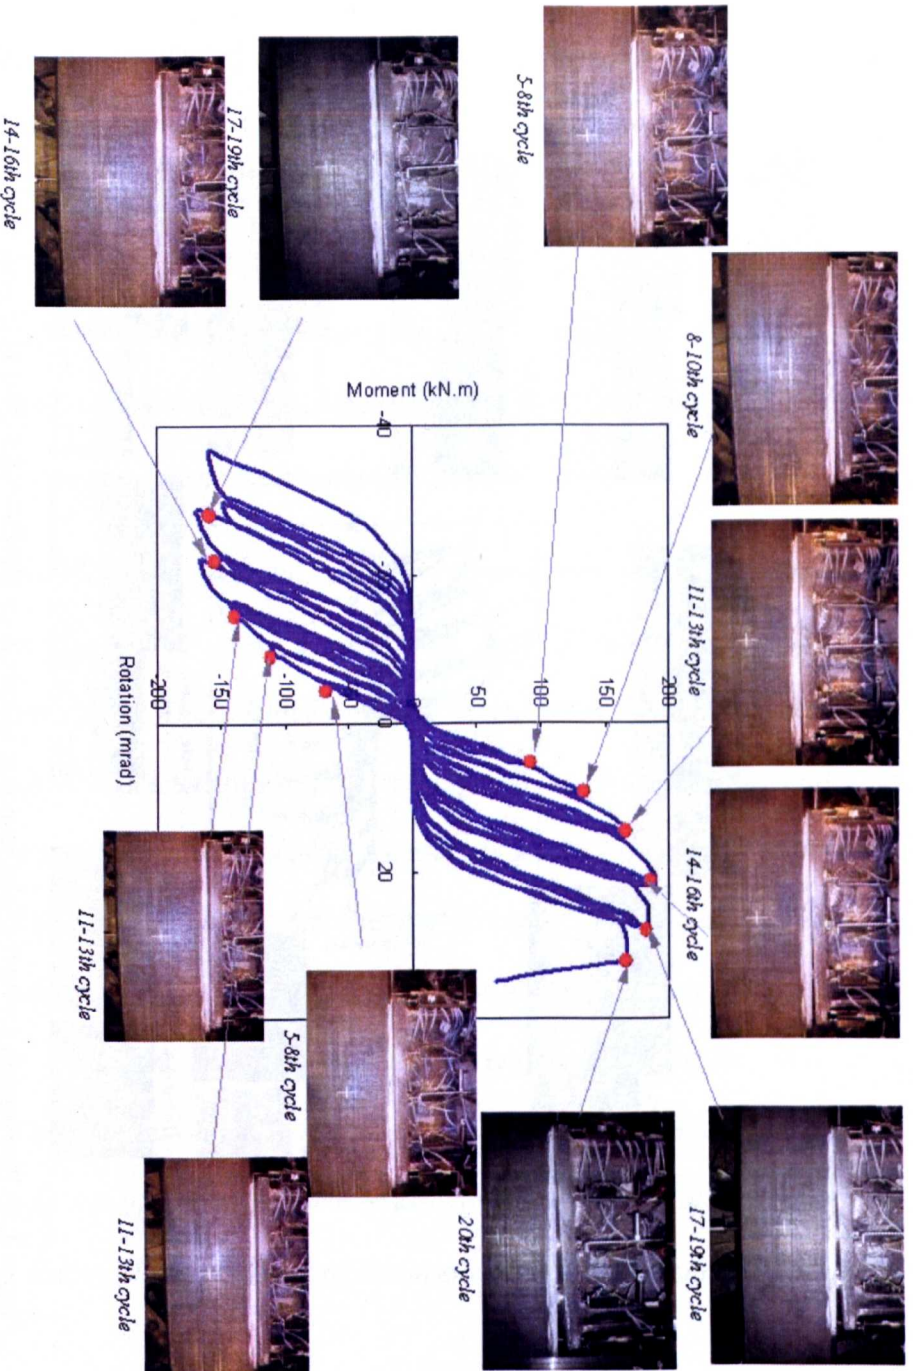 5-8th cycle
8-10th cycle
11-13th cycle
14-16th cycle
17-19th cycle
20th cycle
17-19th cycle
14-16th cycle
11-13th cycle
5-8th cycle
11-13th cycle
Moment (kN.m)
Rotation (mrad)
200
150
100
50
0
-100
-150
-200
-40
20